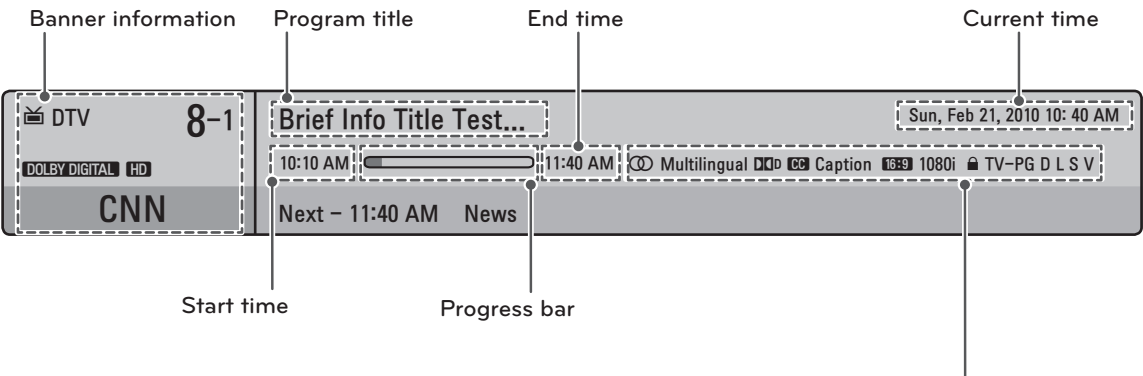 Banner information
Program title
End time
Current time
DTV
8-1
Brief Info Title Test...
Sun, Feb 21, 2010 10: 40 AM
DOLBY DIGITAL HD
10:10 AM
11:40 AM
Multilingual DD CC Caption 16:9 1080i TV-PG D L S V
CNN
Next - 11:40 AM News
Start time
Progress bar